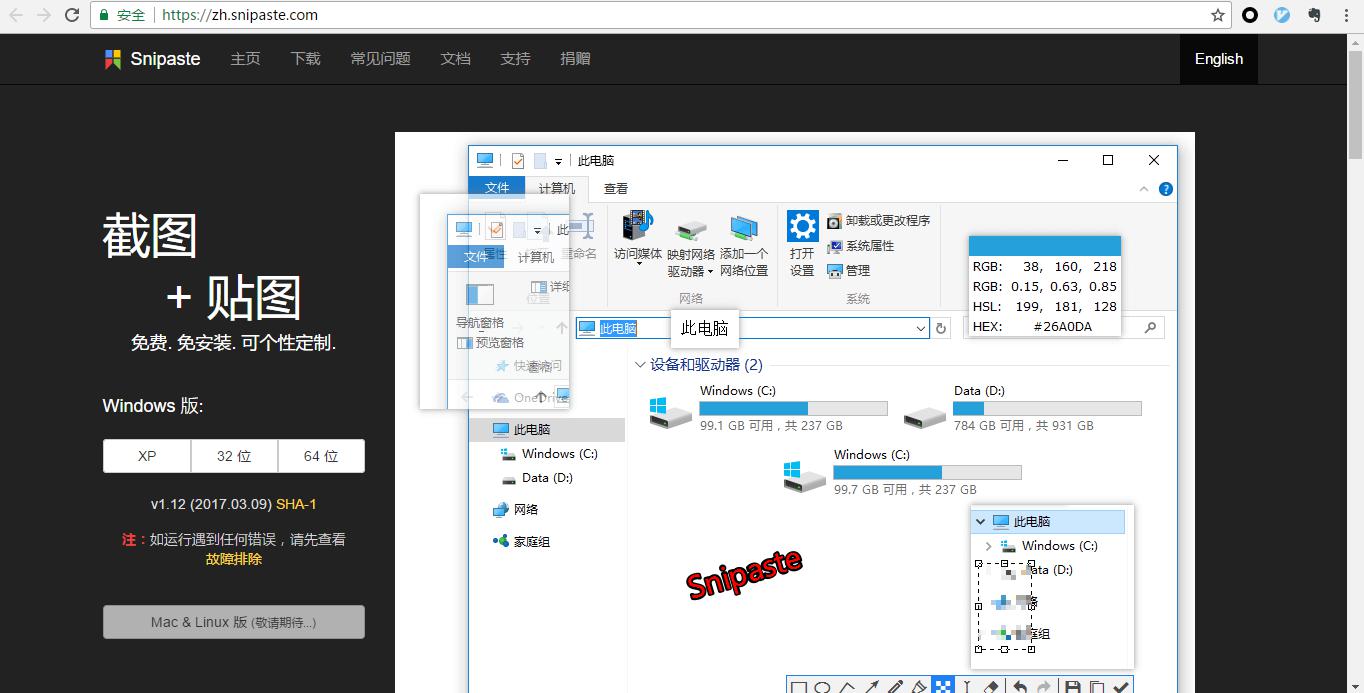 安全 https://zh.snipaste.com
Snipaste 主页 下载 常见问题 文档 支持 捐赠 English
截图
+ 贴图
免费. 免安装. 可个性定制.
Windows 版:
XP 32 位 64 位
v1.12 (2017.03.09) SHA-1
注：如运行遇到任何错误，请先查看
故障排除
Mac & Linux 版 (敬请期待...)
此电脑
文件 计算机 查看
此
文件 计算机
属性 重命名
导航窗格
预览窗格
位置
快速访问
OneDrive
访问媒体 映射网络 添加一个
驱动器 网络位置
网络
打开
设置
卸载或更改程序
系统属性
管理
系统
RGB: 38, 160, 218
RGB: 0.15, 0.63, 0.85
HSL: 199, 181, 128
HEX: #26A0DA
此电脑
此电脑
此电脑
Windows (C:)
Data (D:)
网络
家庭组
设备和驱动器 (2)
Windows (C:)
99.1 GB 可用，共 237 GB
Data (D:)
784 GB 可用，共 931 GB
Windows (C:)
99.7 GB 可用，共 237 GB
Snipaste
此电脑
Windows (C:)
ata (D:)
庭组